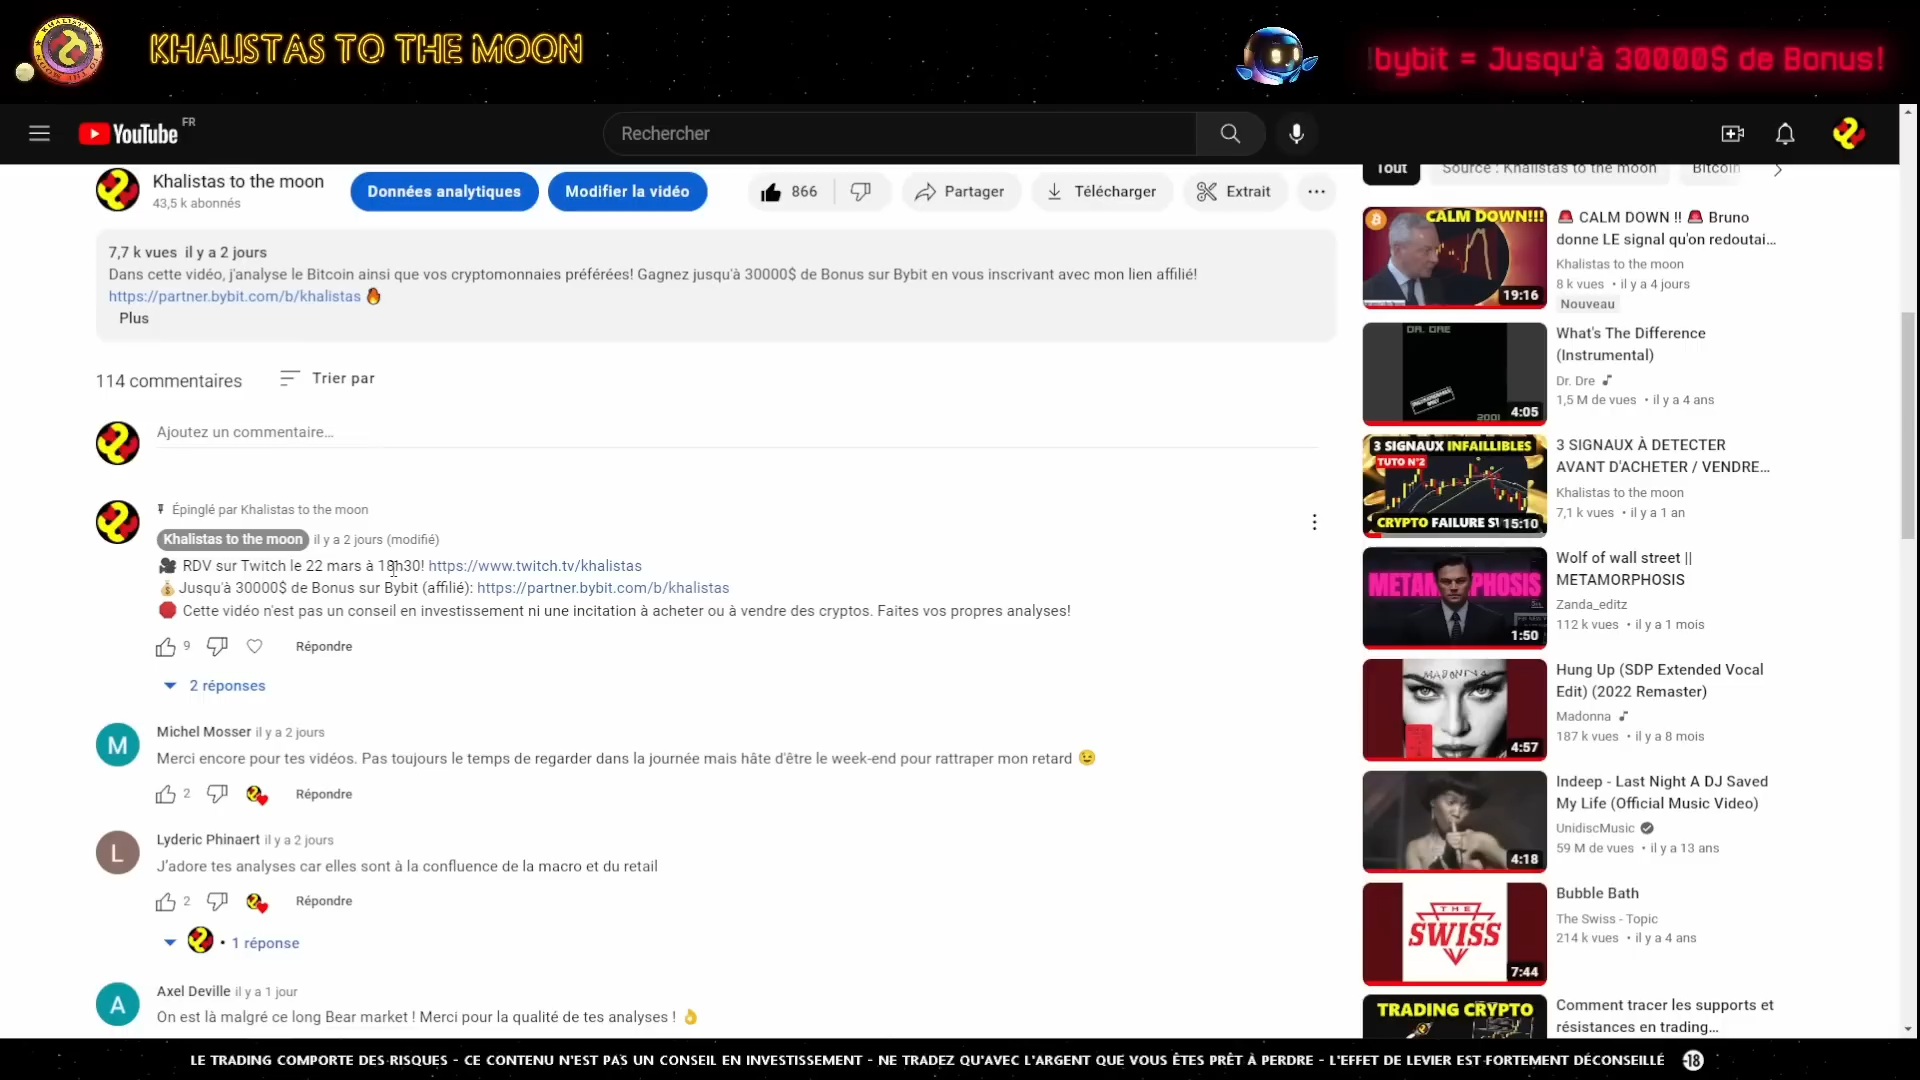 KHALISTAS TO THE MOON
!bybit = Jusqu'à 30000$ de Bonus!
YouTube FR
Rechercher
Khalistas to the moon
43,5 k abonnés
Données analytiques
Modifier la vidéo
866
Partager
Télécharger
Extrait
7,7 k vues il y a 2 jours
Dans cette vidéo, j'analyse le Bitcoin ainsi que vos cryptomonnaies préférées! Gagnez jusqu'à 30000$ de Bonus sur Bybit en vous inscrivant avec mon lien affilié!
https://partner.bybit.com/b/khalistas 🔥
Plus
114 commentaires
Trier par
Ajoutez un commentaire…
Épinglé par Khalistas to the moon
Khalistas to the moon il y a 2 jours (modifié)
🎥 RDV sur Twitch le 22 mars à 18h30! https://www.twitch.tv/khalistas
💰 Jusqu'à 30000$ de Bonus sur Bybit (affilié): https://partner.bybit.com/b/khalistas
🛑 Cette vidéo n'est pas un conseil en investissement ni une incitation à acheter ou à vendre des cryptos. Faites vos propres analyses!
9
Répondre
2 réponses
M
Michel Mosser il y a 2 jours
Merci encore pour tes vidéos. Pas toujours le temps de regarder dans la journée mais hâte d'être le week-end pour rattraper mon retard 😉
2
Répondre
L
Lyderic Phinaert il y a 2 jours
J'adore tes analyses car elles sont à la confluence de la macro et du retail
2
Répondre
• 1 réponse
A
Axel Deville il y a 1 jour
On est là malgré ce long Bear market ! Merci pour la qualité de tes analyses ! 👌
Tout
Source : Khalistas to the moon
Bitcoin
CALM DOWN!!!
19:16
🚨 CALM DOWN !! 🚨 Bruno
donne LE signal qu'on redoutai...
Khalistas to the moon
8 k vues • il y a 4 jours
Nouveau
DR. DRE
2001
4:05
What's The Difference
(Instrumental)
Dr. Dre
1,5 M de vues • il y a 4 ans
3 SIGNAUX INFAILLIBLES
TUTO N°2
CRYPTO FAILURE S
15:10
3 SIGNAUX À DETECTER
AVANT D'ACHETER / VENDRE...
Khalistas to the moon
7,1 k vues • il y a 1 an
METAMORPHOSIS
1:50
Wolf of wall street ||
METAMORPHOSIS
Zanda_editz
112 k vues • il y a 1 mois
MADONNA
4:57
Hung Up (SDP Extended Vocal
Edit) (2022 Remaster)
Madonna
187 k vues • il y a 8 mois
4:18
Indeep - Last Night A DJ Saved
My Life (Official Music Video)
UnidiscMusic
59 M de vues • il y a 13 ans
THE
SWISS
7:44
Bubble Bath
The Swiss - Topic
214 k vues • il y a 4 ans
TRADING CRYPTO
Comment tracer les supports et
résistances en trading...
LE TRADING COMPORTE DES RISQUES - CE CONTENU N'EST PAS UN CONSEIL EN INVESTISSEMENT - NE TRADEZ QU'AVEC L'ARGENT QUE VOUS ÊTES PRÊT À PERDRE - L'EFFET DE LEVIER EST FORTEMENT DÉCONSEILLÉ -18